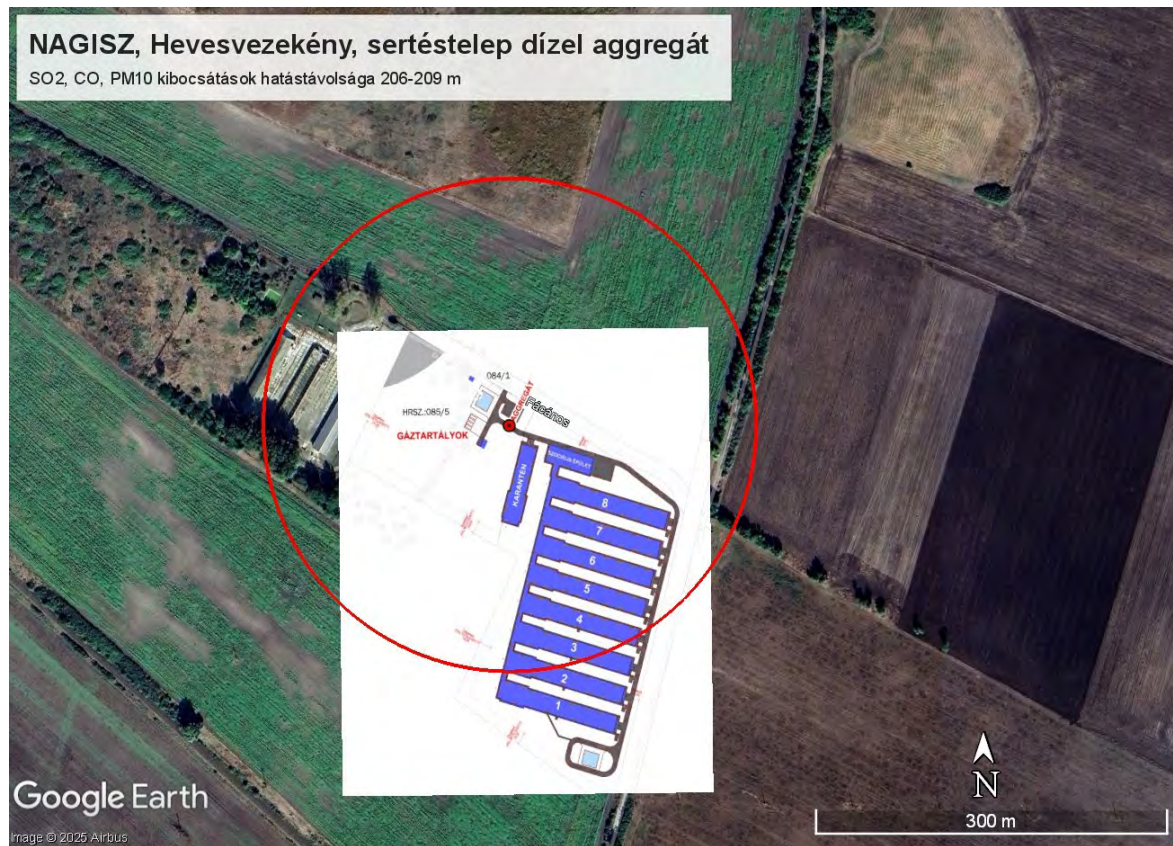 NAGISZ, Hevesvezekény, sertéstelep dízel aggregát
SO2, CO, PM10 kibocsátások hatástávolsága 206-209 m
084/1
HRSZ.:085/5
AGGREGÁT
Fácános
GÁZTARTÁLYOK
KARANTÉN
8
7
6
5
4
3
2
1
N
Google Earth
300 m
Image © 2025 Airbus